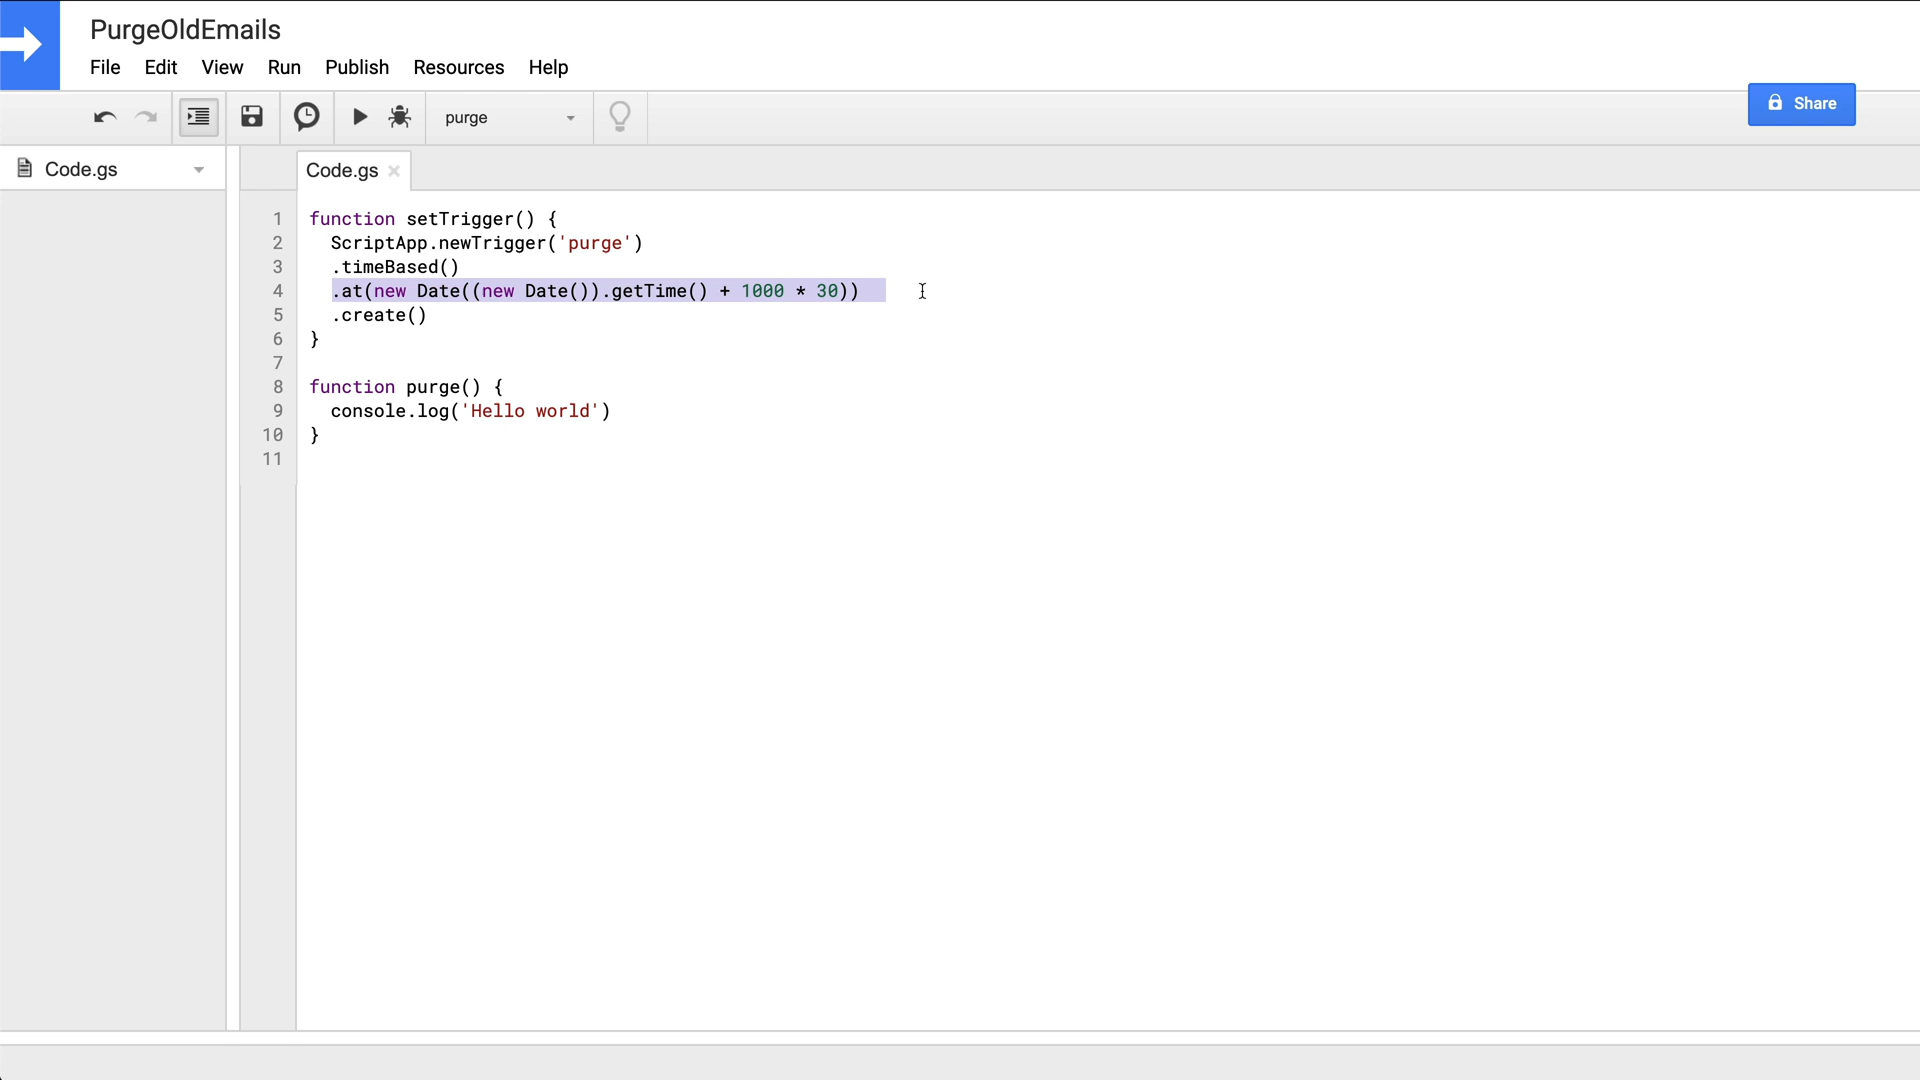 PurgeOldEmails
File Edit View Run Publish Resources Help
purge
Share
Code.gs
Code.gs
1 function setTrigger() {
2 ScriptApp.newTrigger('purge')
3 .timeBased()
4 .at(new Date((new Date()).getTime() + 1000 * 30))
5 .create()
6 }
7
8 function purge() {
9 console.log('Hello world')
10 }
11